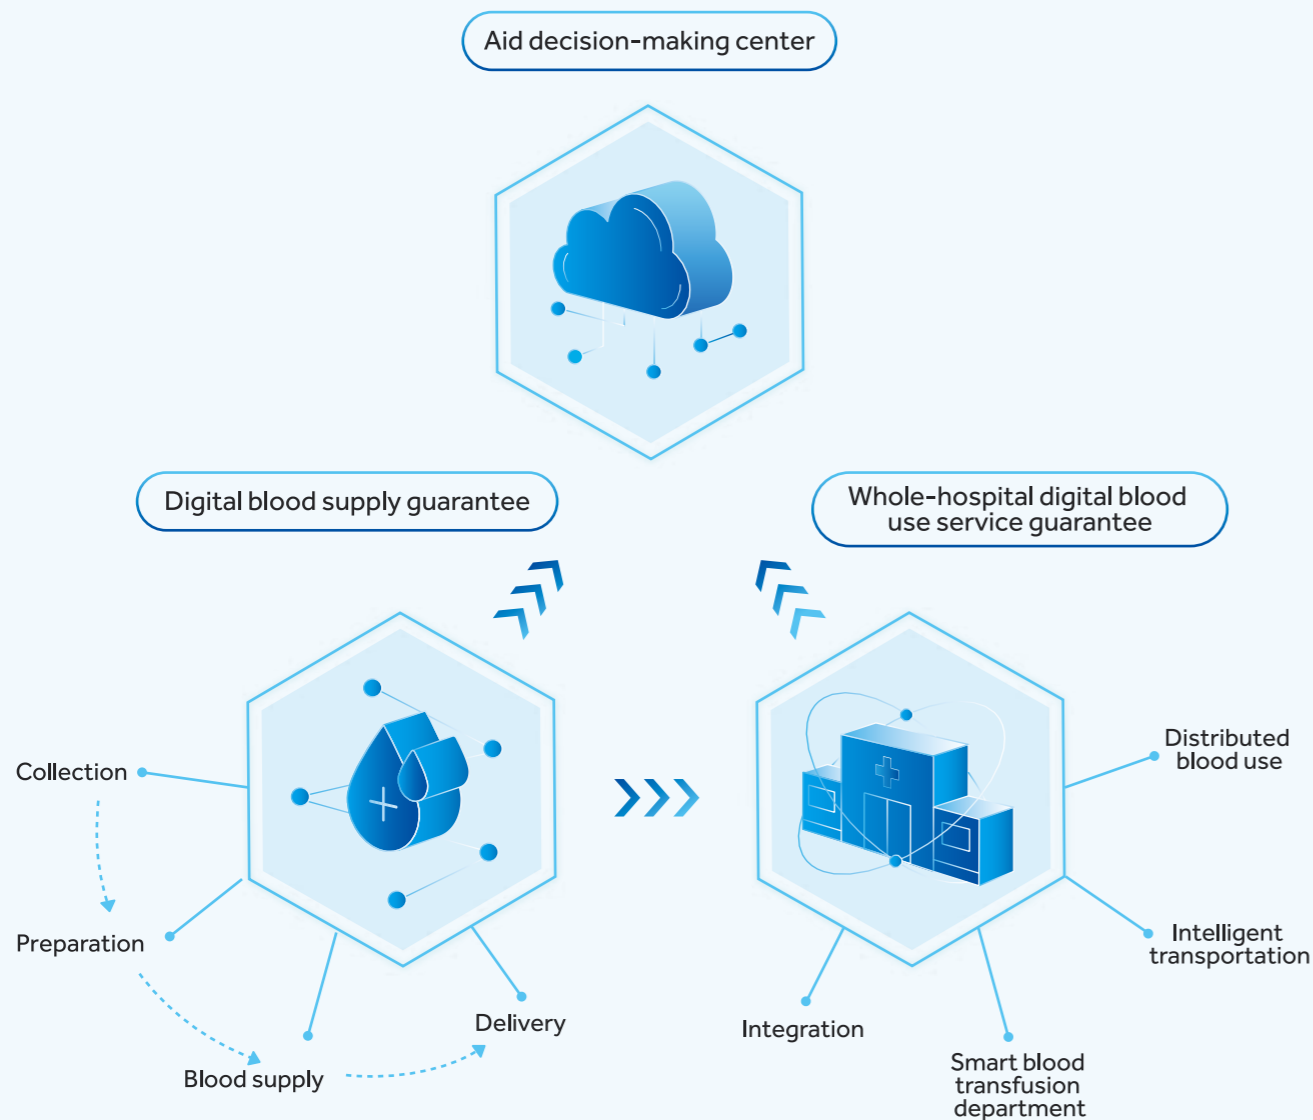 Aid decision-making center
Digital blood supply guarantee
Whole-hospital digital blood
use service guarantee
Collection
Preparation
Blood supply
Delivery
Distributed
blood use
Intelligent
transportation
Integration
Smart blood
transfusion
department